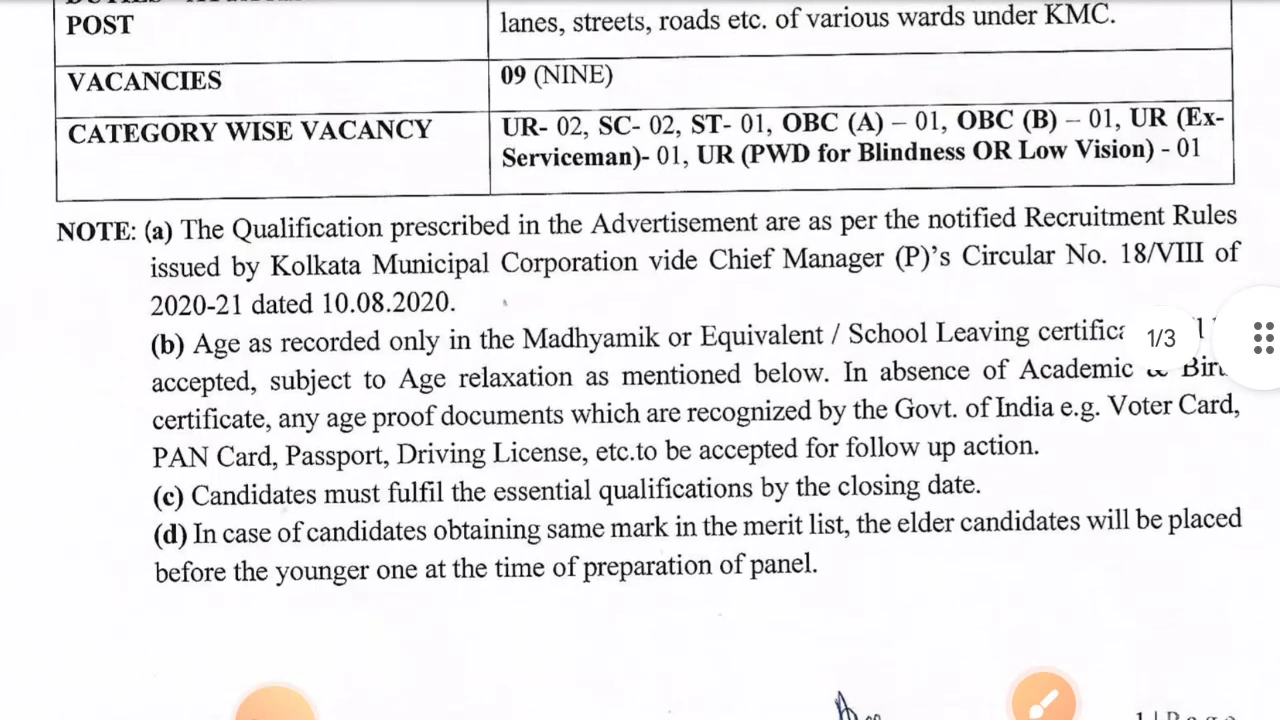 POST
lanes, streets, roads etc. of various wards under KMC.
VACANCIES
09 (NINE)
CATEGORY WISE VACANCY
UR- 02, SC- 02, ST- 01, OBC (A) – 01, OBC (B) – 01, UR (Ex-
Serviceman)- 01, UR (PWD for Blindness OR Low Vision) - 01
NOTE: (a) The Qualification prescribed in the Advertisement are as per the notified Recruitment Rules
issued by Kolkata Municipal Corporation vide Chief Manager (P)'s Circular No. 18/VIII of
2020-21 dated 10.08.2020.
(b) Age as recorded only in the Madhyamik or Equivalent / School Leaving
1/3
accepted, subject to Age relaxation as mentioned below. In absence of Academic
certificate, any age proof documents which are recognized by the Govt. of India e.g. Voter Card,
PAN Card, Passport, Driving License, etc.to be accepted for follow up action.
(c) Candidates must fulfil the essential qualifications by the closing date.
(d) In case of candidates obtaining same mark in the merit list, the elder candidates will be placed
before the younger one at the time of preparation of panel.